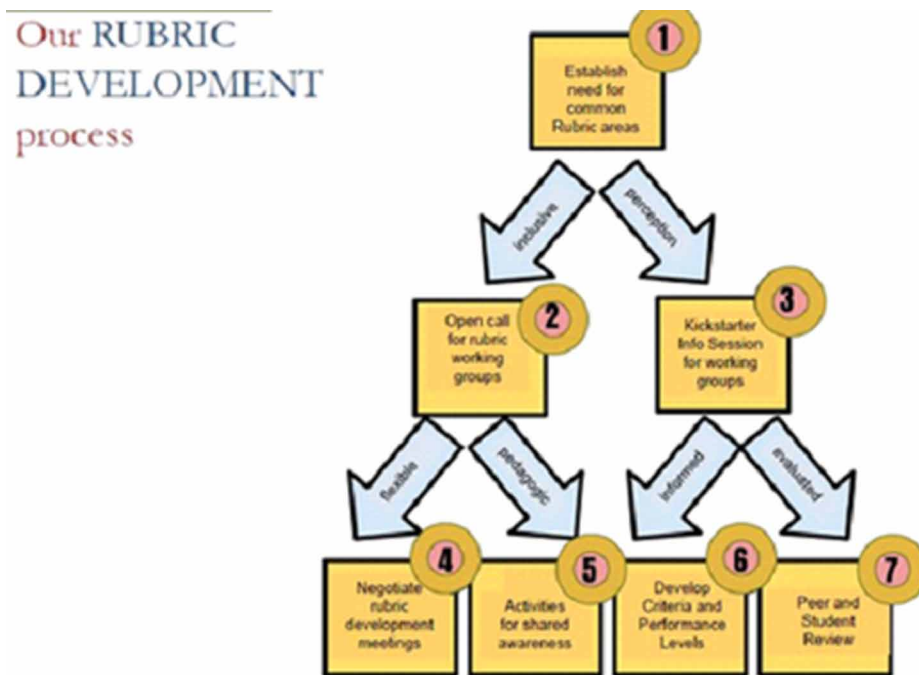 Our RUBRIC
DEVELOPMENT
process
1
Establish
need for
common
Rubric areas
inclusive
perception
2
Open call
for rubric
working
groups
3
Kickstarter
Info Session
for working
groups
flexible
pedagogic
informed
evaluated
4
Negotiate
rubric
development
meetings
5
Activities
for shared
awareness
6
Develop
Criteria and
Performance
Levels
7
Peer and
Student
Review